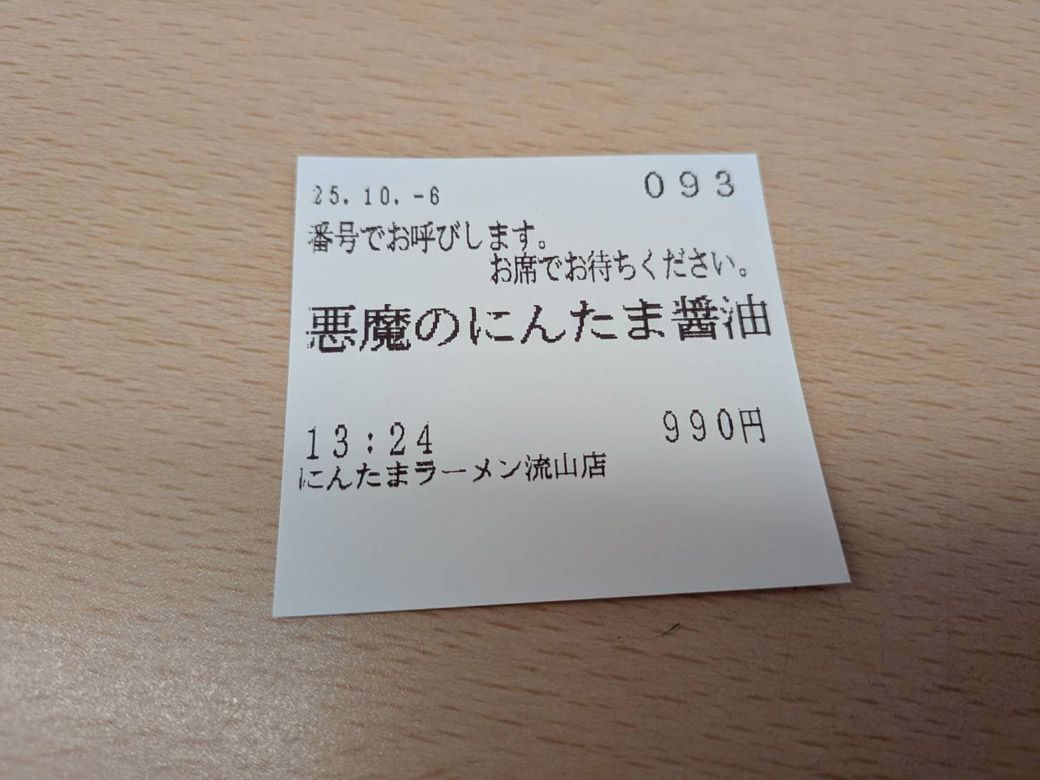 25.10.-6 093
番号でお呼びします。
お席でお待ちください。
悪魔のにんたま醤油
13:24 990円
にんたまラーメン流山店